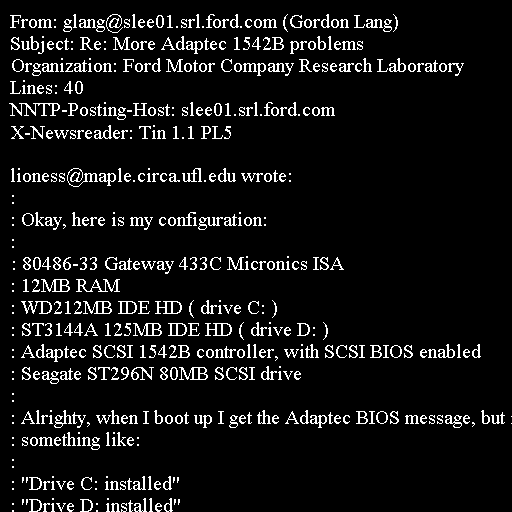 From: glang@slee01.srl.ford.com (Gordon Lang)
Subject: Re: More Adaptec 1542B problems
Organization: Ford Motor Company Research Laboratory
Lines: 40
NNTP-Posting-Host: slee01.srl.ford.com
X-Newsreader: Tin 1.1 PL5

lioness@maple.circa.ufl.edu wrote:
:
: Okay, here is my configuration:
:
: 80486-33 Gateway 433C Micronics ISA
: 12MB RAM
: WD212MB IDE HD ( drive C: )
: ST3144A 125MB IDE HD ( drive D: )
: Adaptec SCSI 1542B controller, with SCSI BIOS enabled
: Seagate ST296N 80MB SCSI drive
:
: Alrighty, when I boot up I get the Adaptec BIOS message, but
: something like:
:
: "Drive C: installed"
: "Drive D: installed"